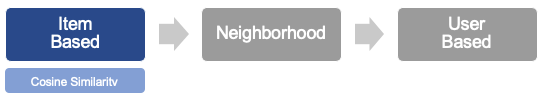 Item
Based
Neighborhood
User
Based
Cosine Similarity